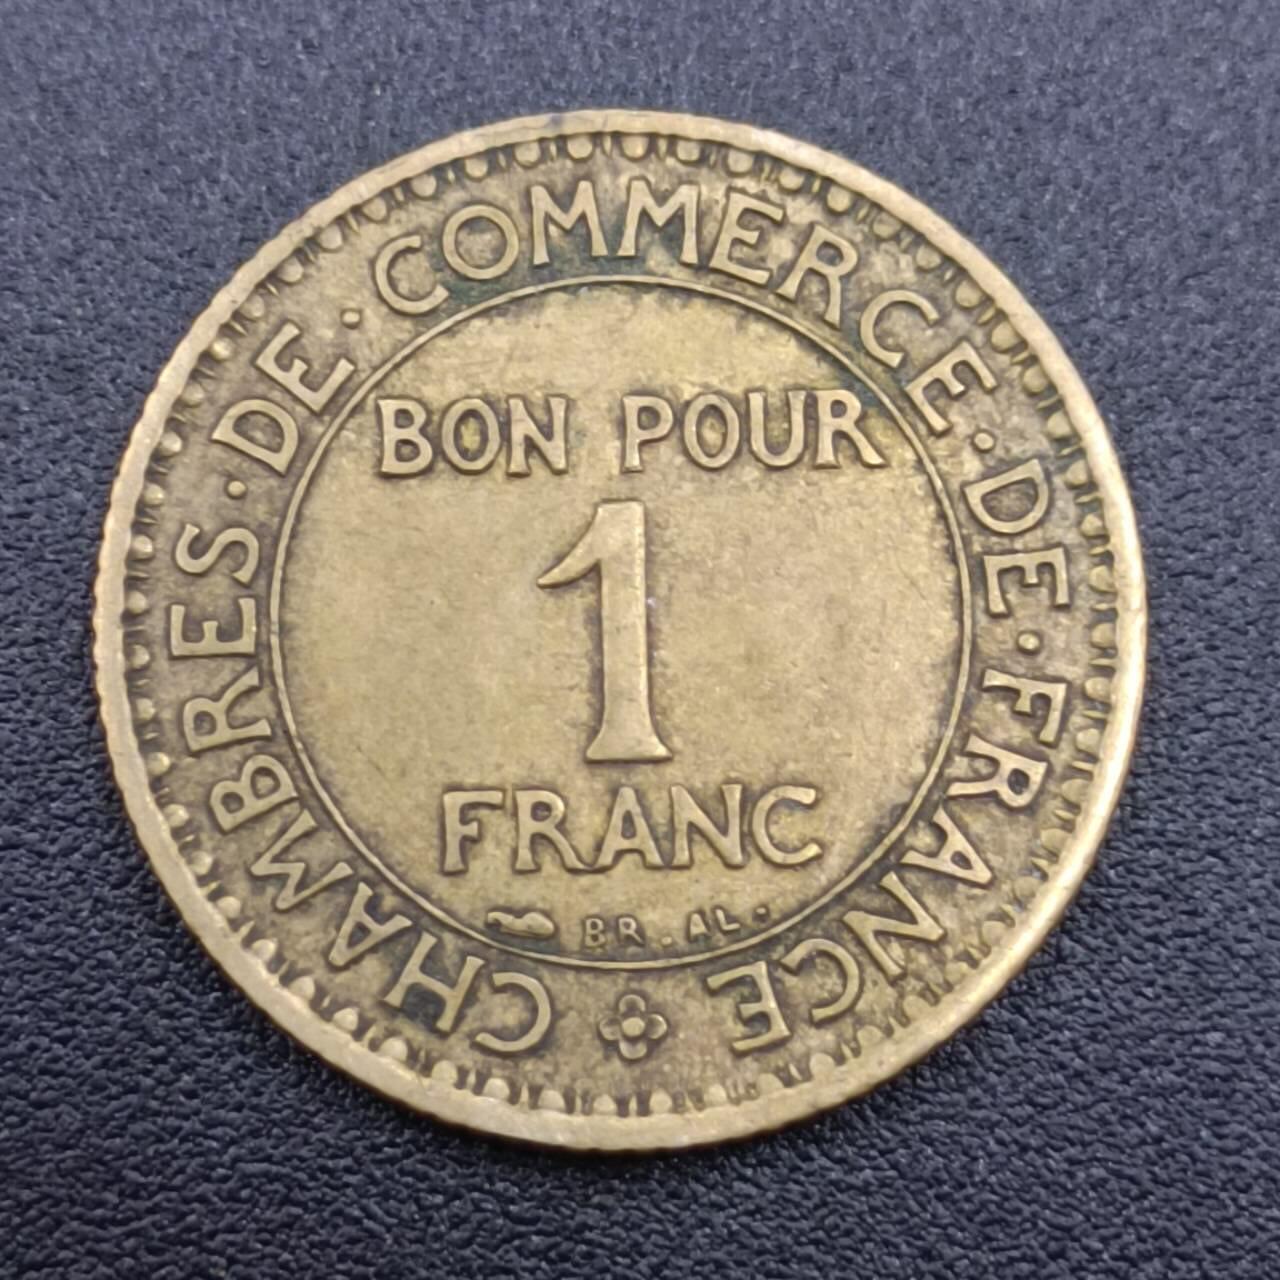 CHAMBRES·DE·COMMERCE·DE·FRANCE
BON POUR
1
FRANC
BR.AL.